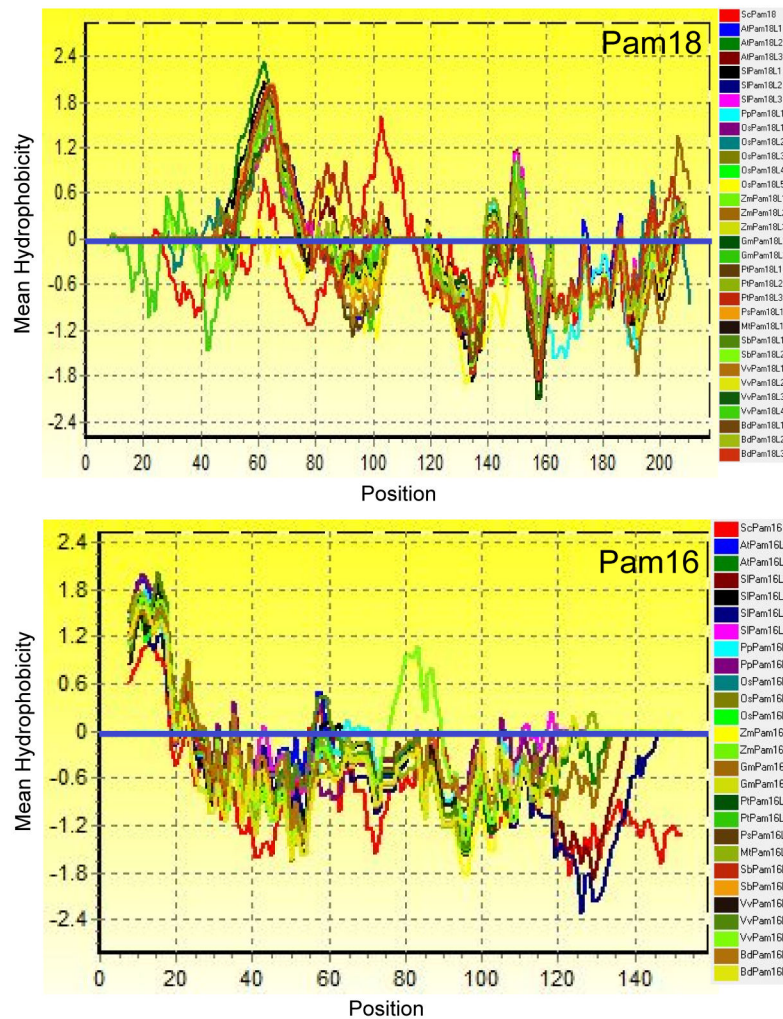 Pam18
Mean Hydrophobicity
2.4
1.8
1.2
0.6
0
-0.6
-1.2
-1.8
-2.4
0 20 40 60 80 100 120 140 160 180 200
Position
ScPam18
AtPam18L1
AtPam18L2
AtPam18L3
SlPam18L1
SlPam18L2
SlPam18L3
PpPam18L1
OsPam18L1
OsPam18L2
OsPam18L3
OsPam18L4
OsPam18L5
ZmPam18L1
ZmPam18L2
GmPam18L1
GmPam18L2
PtPam18L1
PtPam18L2
PtPam18L3
PsPam18L1
MtPam18L1
SbPam18L1
SbPam18L2
VvPam18L1
VvPam18L2
VvPam18L3
VvPam18L
BdPam18L1
BdPam18L2
BdPam18L3
Pam16
Mean Hydrophobicity
2.4
1.8
1.2
0.6
0
-0.6
-1.2
-1.8
-2.4
0 20 40 60 80 100 120 140
Position
ScPam16
AtPam16L
AtPam16L
SlPam16L
SlPam16L
SlPam16L
SlPam16L
PpPam16
PpPam16
OsPam16
OsPam16
OsPam16
ZmPam16
ZmPam16
GmPam16
GmPam16
PtPam16L
PtPam16L
PsPam16
MtPam16
SbPam16
SbPam16
VvPam16
VvPam16
VvPam16
BdPam16
BdPam16